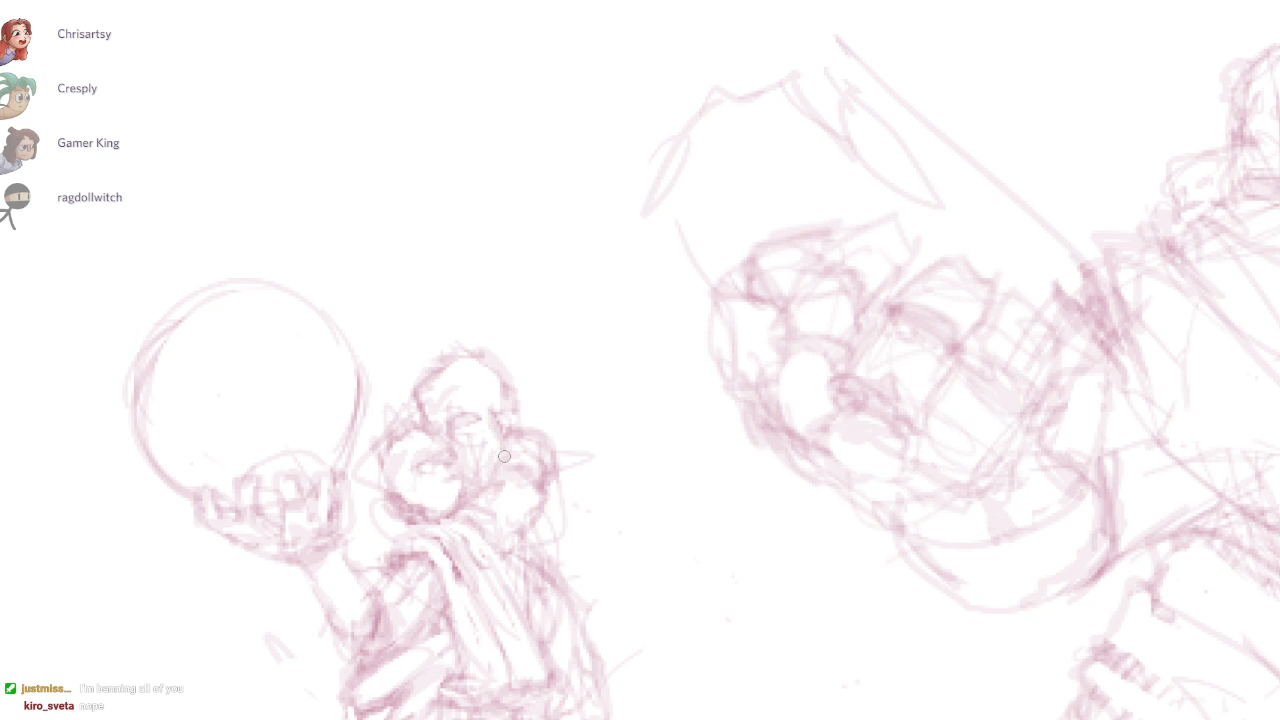 Chrisartsy
Cresply
Gamer King
ragdollwitch
justmiss... I'm banning all of you
kiro_sveta nope